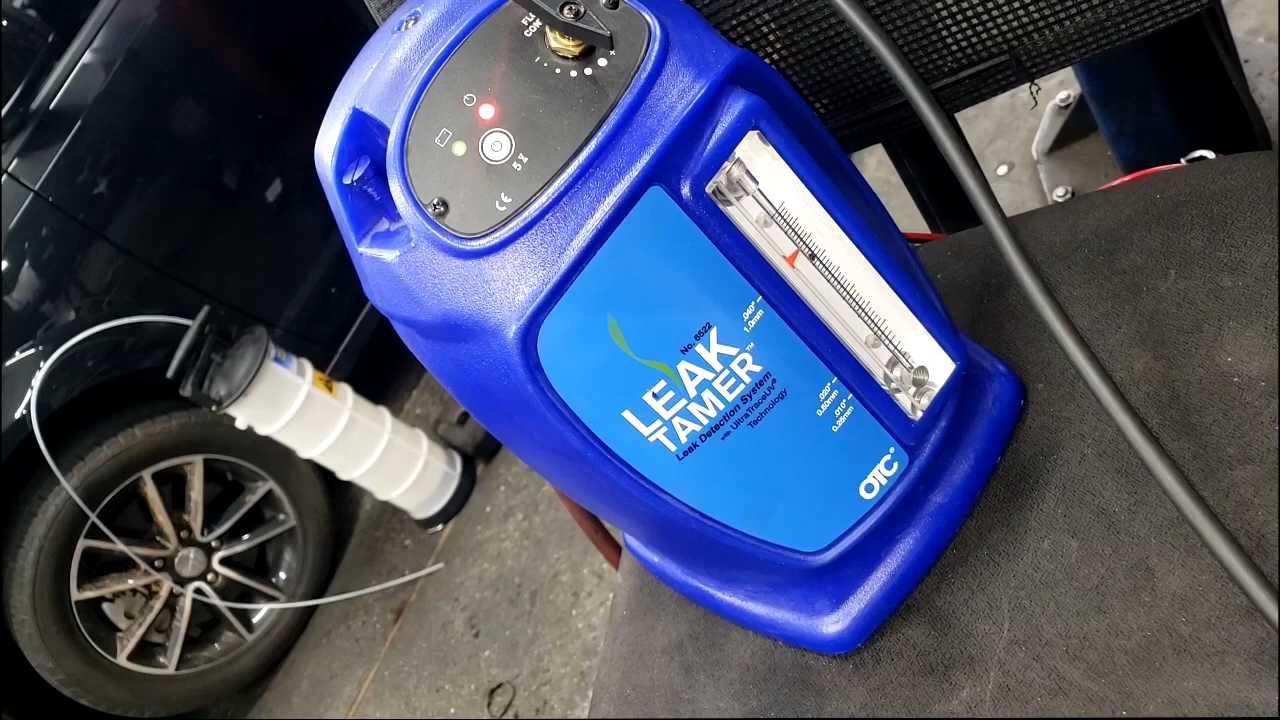 - +
5X
CE
No. 6522
LEAK
TAMER™
Leak Detection System
with UltraTraceUV®
Technology
.040"
1.0mm
.020"
0.50mm
.010"
0.25mm
OTC®